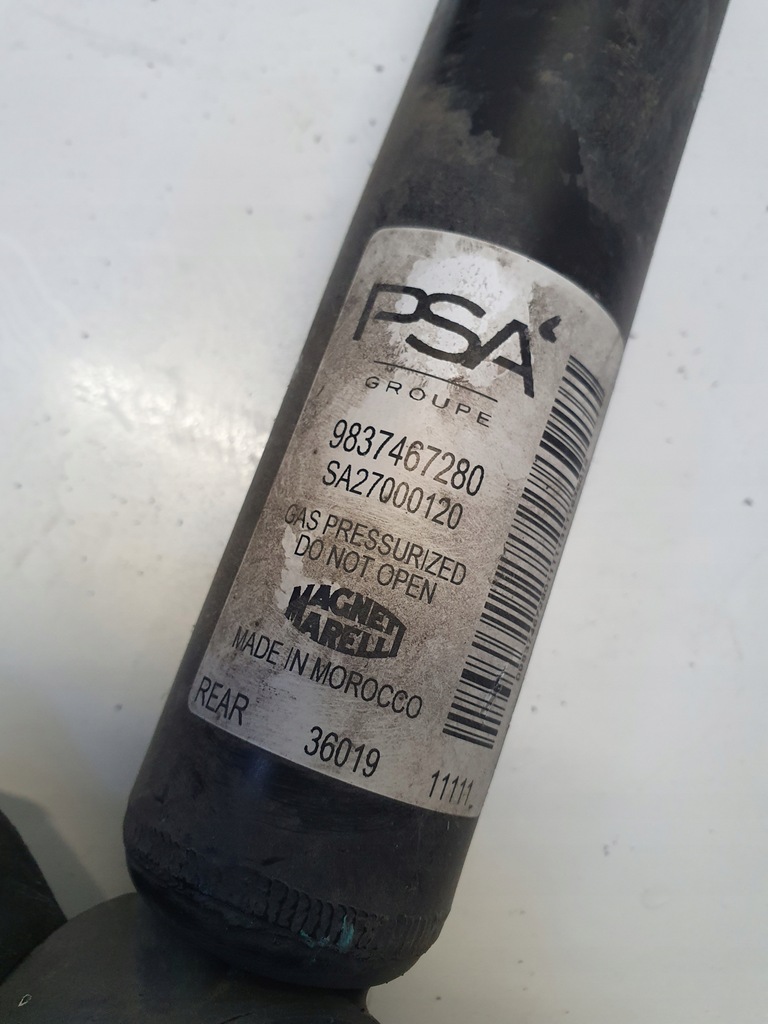 PSA
GROUPE
9837467280
SA27000120
GAS PRESSURIZED
DO NOT OPEN
MAGNETI
MARELLI
MADE IN MOROCCO
REAR
36019
11111